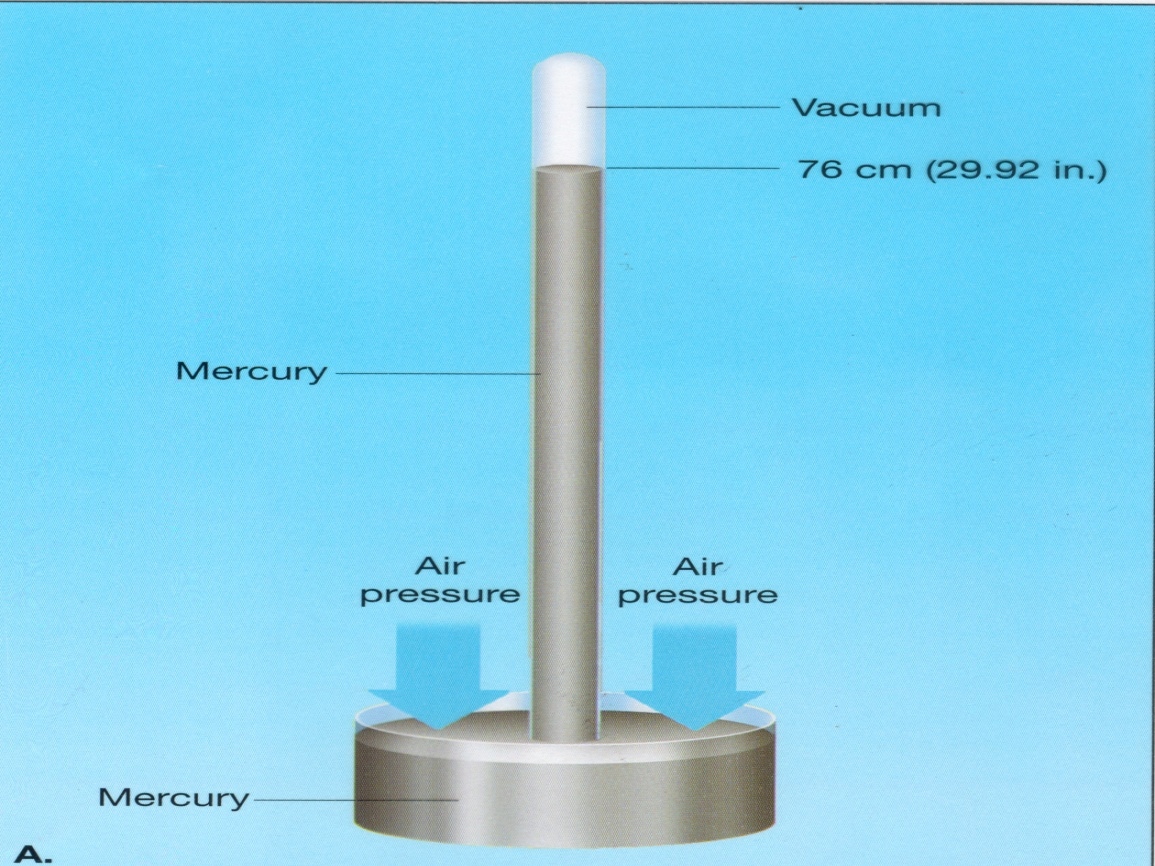 Vacuum
76 cm (29.92 in.)
Mercury
Air
pressure
Air
pressure
Mercury
A.